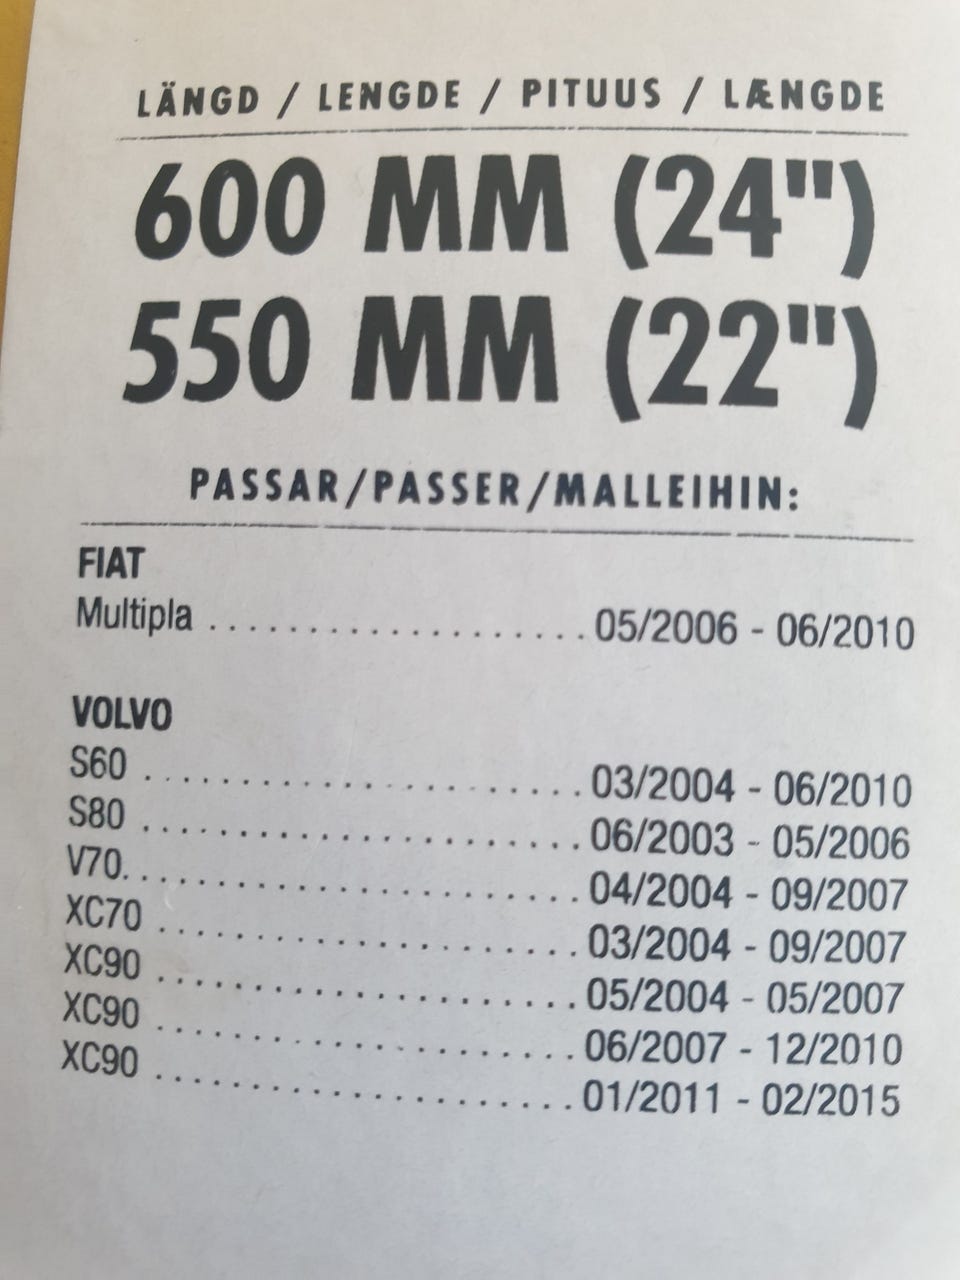 LÄNGD / LENGDE / PITUUS / LÆNGDE
600 MM (24")
550 MM (22")
PASSAR/PASSER/MALLEIHIN:
FIAT
Multipla ................... 05/2006 - 06/2010
VOLVO
S60 ...................... 03/2004 - 06/2010
S80 ...................... 06/2003 - 05/2006
V70....................... 04/2004 - 09/2007
XC70 ..................... 03/2004 - 09/2007
XC90 ..................... 05/2004 - 05/2007
XC90 ..................... 06/2007 - 12/2010
XC90 ..................... 01/2011 - 02/2015